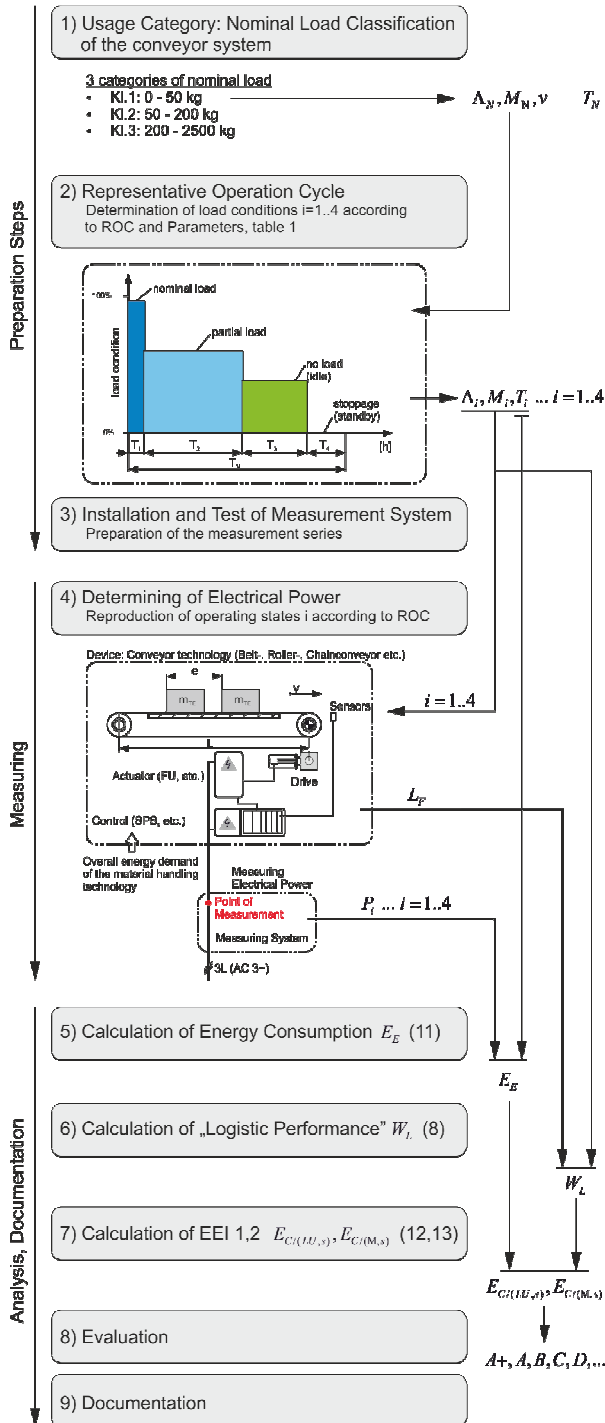 1) Usage Category: Nominal Load Classification
of the conveyor system
3 categories of nominal load
• Kl.1: 0 - 50 kg
• Kl.2: 50 - 200 kg
• Kl.3: 200 - 2500 kg
Λ_N, M_N, v T_N
Preparation Steps
2) Representative Operation Cycle
Determination of load conditions i=1..4 according
to ROC and Parameters, table 1
100%
nominal load
load condition
partial load
no load
(idle)
stoppage
(standby)
0%
T₁ T₂ T₃ T₄ [h]
T_N
Λ_i, M_i, T_i ... i = 1..4
3) Installation and Test of Measurement System
Preparation of the measurement series
Measuring
4) Determining of Electrical Power
Reproduction of operating states i according to ROC
Device: Conveyor technology (Belt-, Roller-, Chainconveyor etc.)
e
v
Sensors
i = 1..4
L
Actuator (FU, etc.)
Drive
L_F
Control (SPS, etc.)
Overall energy demand
of the material handling
technology
Measuring
Electrical Power
Point of
Measurement
P_i ... i = 1..4
Measuring System
3L (AC 3~)
Analysis, Documentation
5) Calculation of Energy Consumption E_E (11)
E_E
6) Calculation of „Logistic Performance” W_L (8)
W_L
7) Calculation of EEI 1,2 E_Ci(LU,s), E_Ci(M,s) (12,13)
E_Ci(LU,s), E_Ci(M,s)
8) Evaluation
A+, A, B, C, D,...
9) Documentation